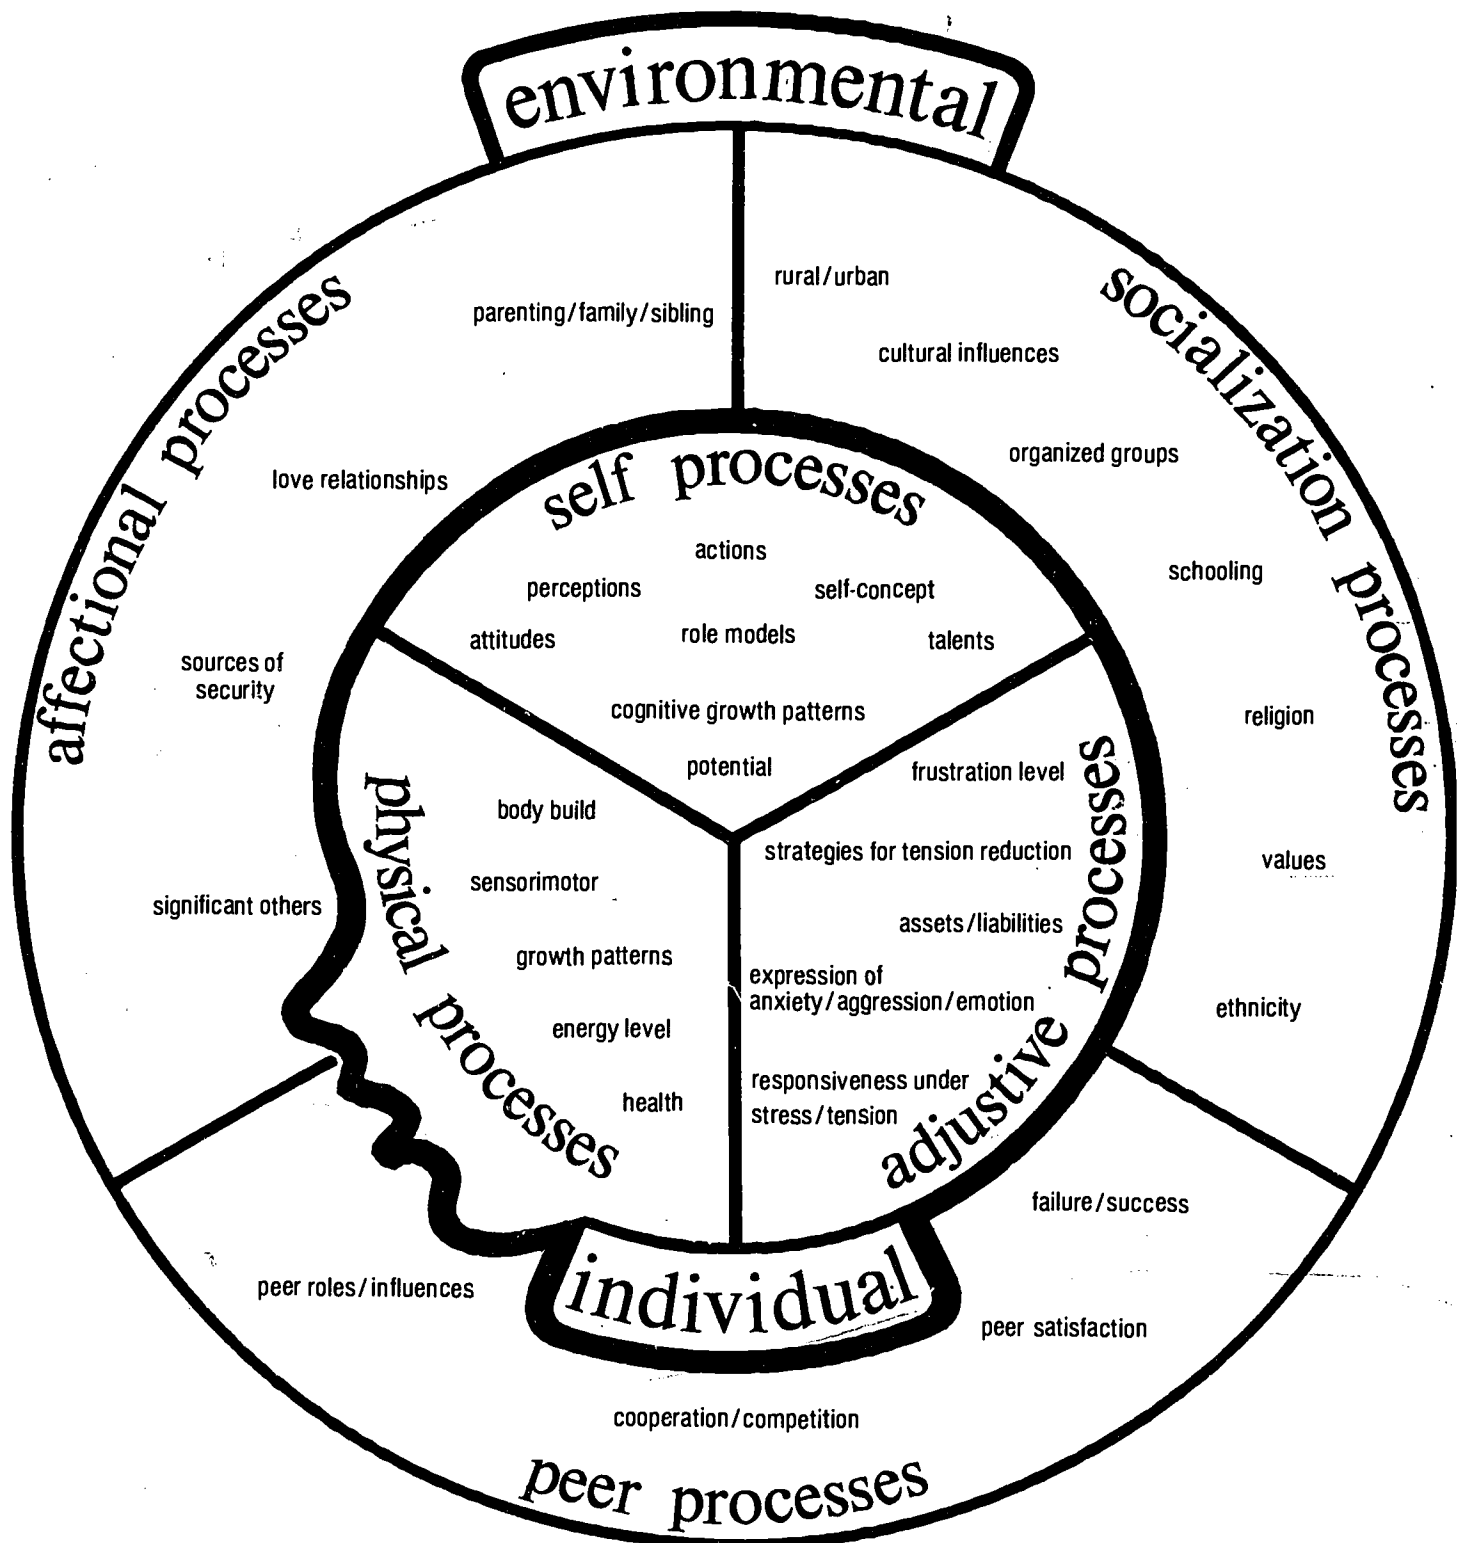 environmental
affectional processes
parenting/family/sibling
love relationships
sources of
security
significant others
socialization processes
rural/urban
cultural influences
organized groups
schooling
religion
values
ethnicity
self processes
actions
perceptions
self-concept
attitudes
role models
talents
cognitive growth patterns
potential
physical processes
body build
sensorimotor
growth patterns
energy level
health
adjustive processes
frustration level
strategies for tension reduction
assets/liabilities
expression of
anxiety/aggression/emotion
responsiveness under
stress/tension
individual
failure/success
peer roles/influences
peer satisfaction
cooperation/competition
peer processes